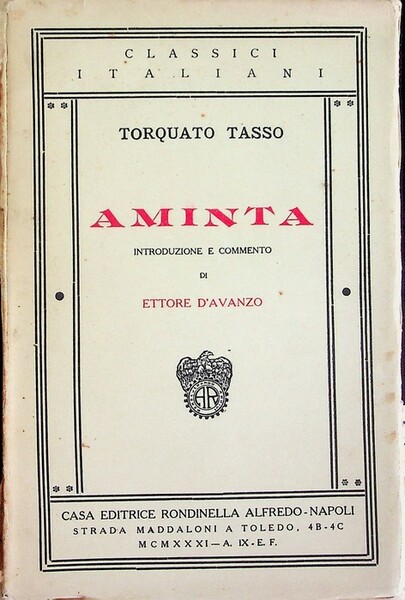 CLASSICI
ITALIANI
TORQUATO TASSO
AMINTA
INTRODUZIONE E COMMENTO
DI
ETTORE D'AVANZO
AR
CASA EDITRICE RONDINELLA ALFREDO-NAPOLI
STRADA MADDALONI A TOLEDO, 4B-4C
MCMXXXI—A. IX-E. F.